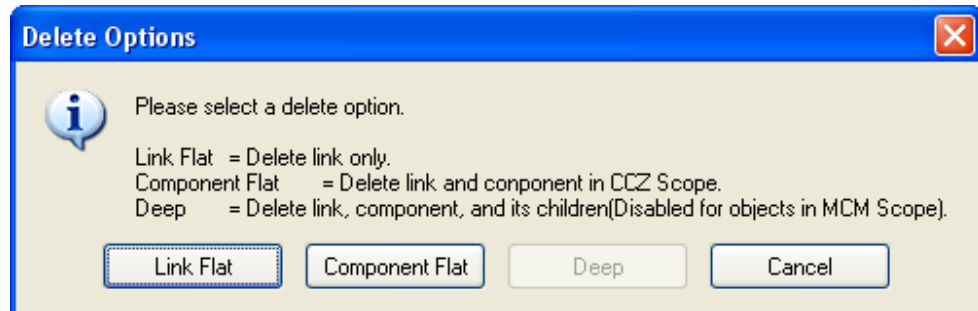 Delete Options
Please select a delete option.
Link Flat = Delete link only.
Component Flat = Delete link and conponent in CCZ Scope.
Deep = Delete link, component, and its children(Disabled for objects in MCM Scope).
Link Flat Component Flat Deep Cancel